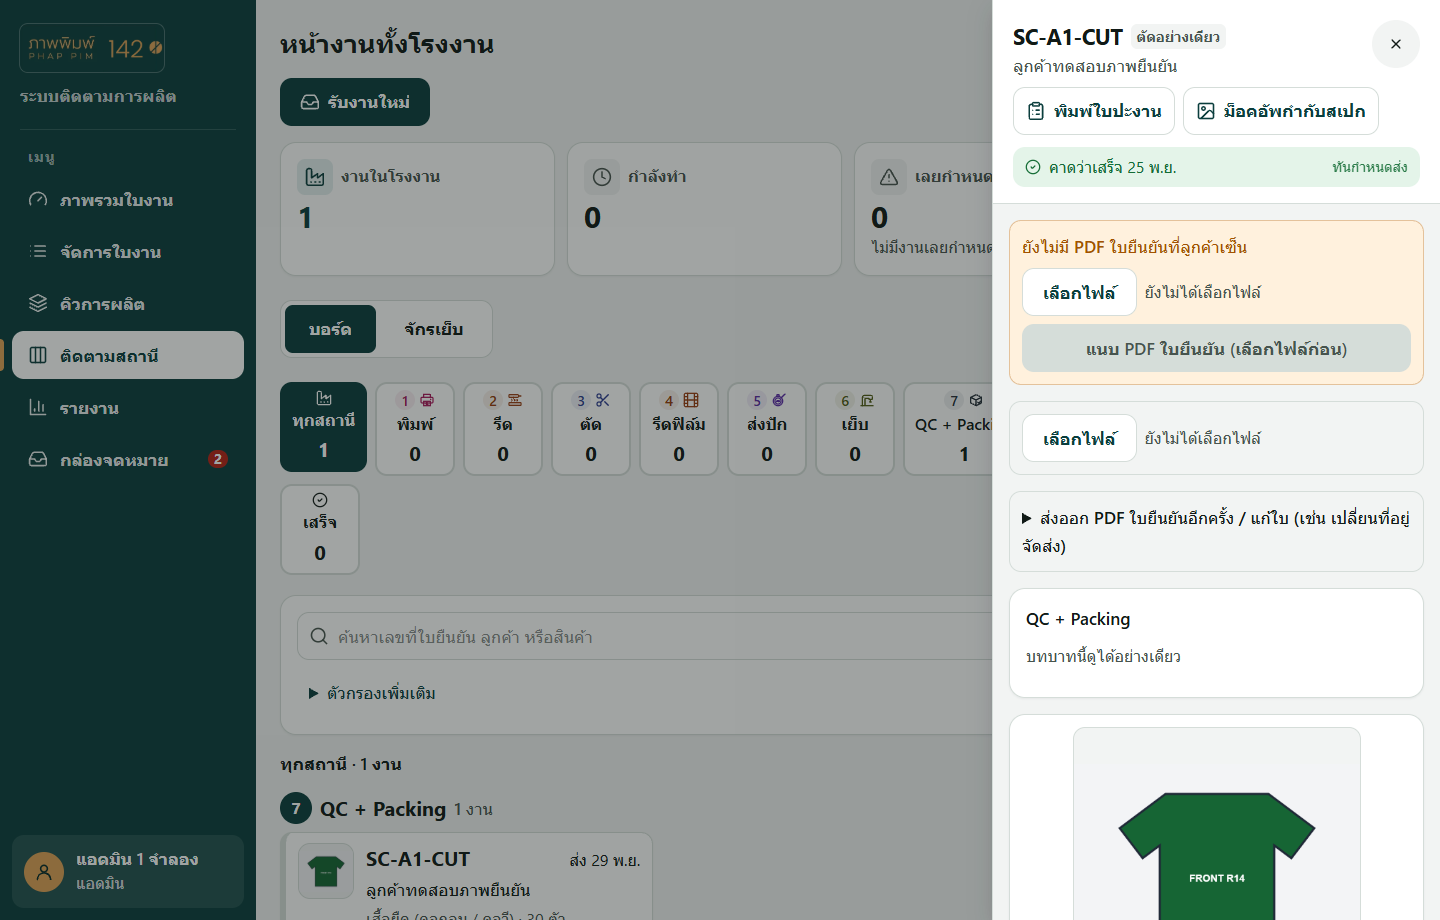 ภาพพิมพ์ 142
PHAP PIM
ระบบติดตามการผลิต
เมนู
ภาพรวมใบงาน
จัดการใบงาน
คิวการผลิต
ติดตามสถานี
รายงาน
กล่องจดหมาย 2
แอดมิน 1 จำลอง
แอดมิน
หน้างานทั้งโรงงาน
รับงานใหม่
งานในโรงงาน
1
กำลังทำ
0
เลยกำหนด
0
ไม่มีงานเลยกำหนด
บอร์ด
จักรเย็บ
ทุกสถานี
1
1
พิมพ์
0
2
รีด
0
3
ตัด
0
4
รีดฟิล์ม
0
5
ส่งปัก
0
6
เย็บ
0
7
QC + Packi
1
เสร็จ
0
ค้นหาเลขที่ใบยืนยัน ลูกค้า หรือสินค้า
ตัวกรองเพิ่มเติม
ทุกสถานี · 1 งาน
7 QC + Packing 1 งาน
SC-A1-CUT ส่ง 29 พ.ย.
ลูกค้าทดสอบภาพยืนยัน
เสื้อยืด (คอกลม / คอวี) · 30 ตัว
SC-A1-CUT ตัดอย่างเดียว
ลูกค้าทดสอบภาพยืนยัน
พิมพ์ใบปะงาน
ม็อคอัพกำกับสเปก
คาดว่าเสร็จ 25 พ.ย. ทันกำหนดส่ง
ยังไม่มี PDF ใบยืนยันที่ลูกค้าเซ็น
เลือกไฟล์ ยังไม่ได้เลือกไฟล์
แนบ PDF ใบยืนยัน (เลือกไฟล์ก่อน)
เลือกไฟล์ ยังไม่ได้เลือกไฟล์
ส่งออก PDF ใบยืนยันอีกครั้ง / แก้ใบ (เช่น เปลี่ยนที่อยู่
จัดส่ง)
QC + Packing
บทบาทนี้ดูได้อย่างเดียว
FRONT R14